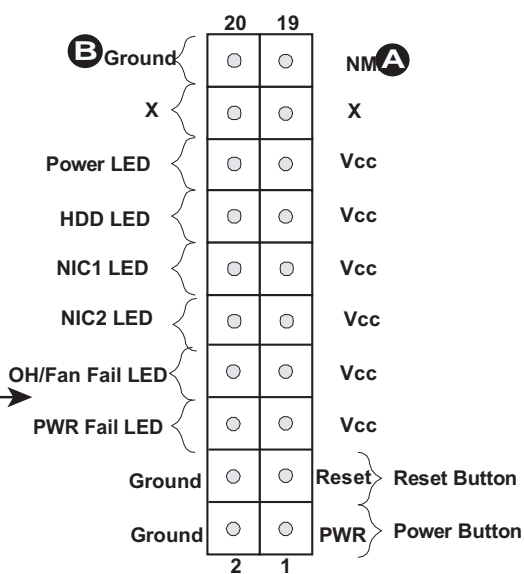 20 19
B Ground NM A
X X
Power LED Vcc
HDD LED Vcc
NIC1 LED Vcc
NIC2 LED Vcc
OH/Fan Fail LED Vcc
PWR Fail LED Vcc
Ground Reset Reset Button
Ground PWR Power Button
2 1